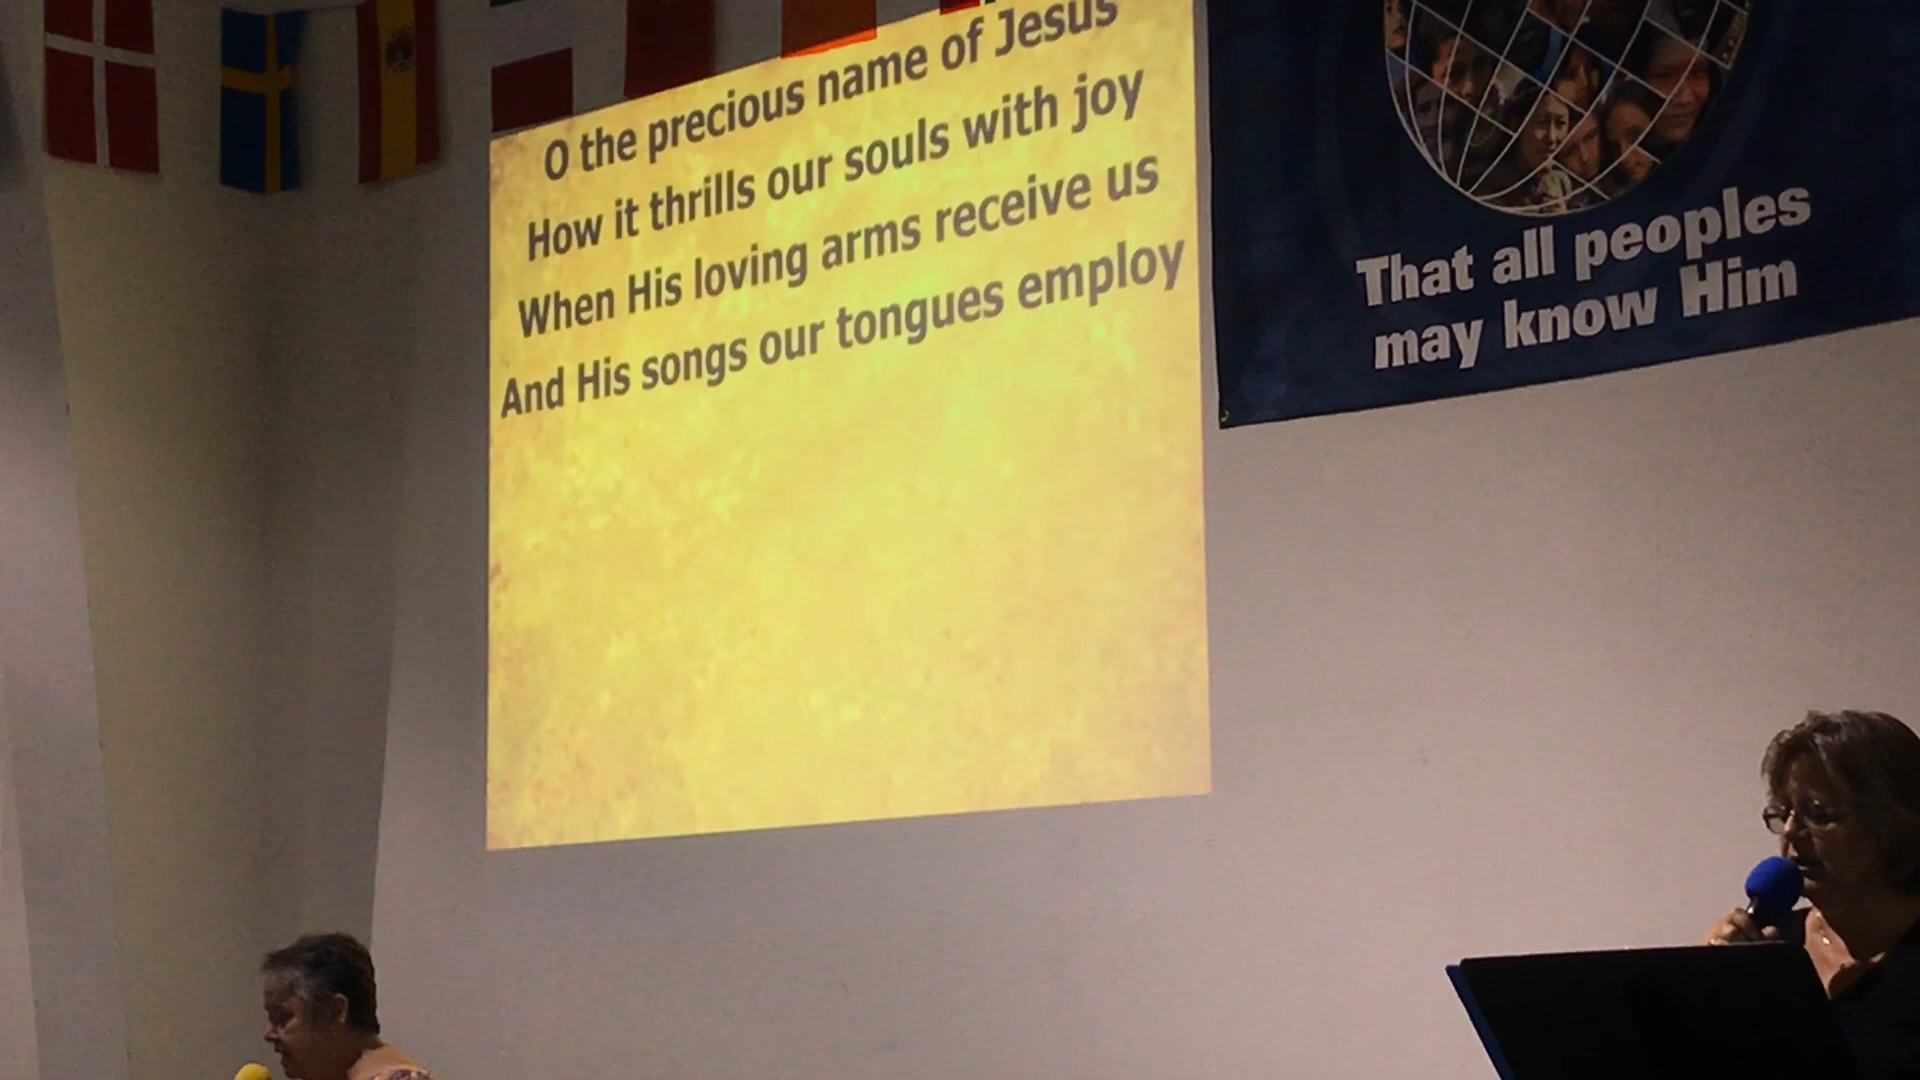 O the precious name of Jesus
How it thrills our souls with joy
When His loving arms receive us
And His songs our tongues employ
That all peoples
may know Him